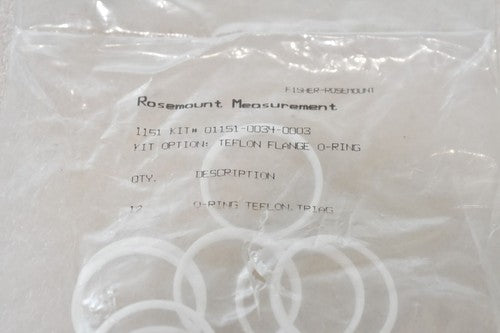 FISHER-ROSEMOUNT
Rosemount Measurement
1151 KIT# 01151-0034-0003
KIT OPTION: TEFLON FLANGE O-RING
QTY. DESCRIPTION
12 O-RING TEFLON.TRIAG